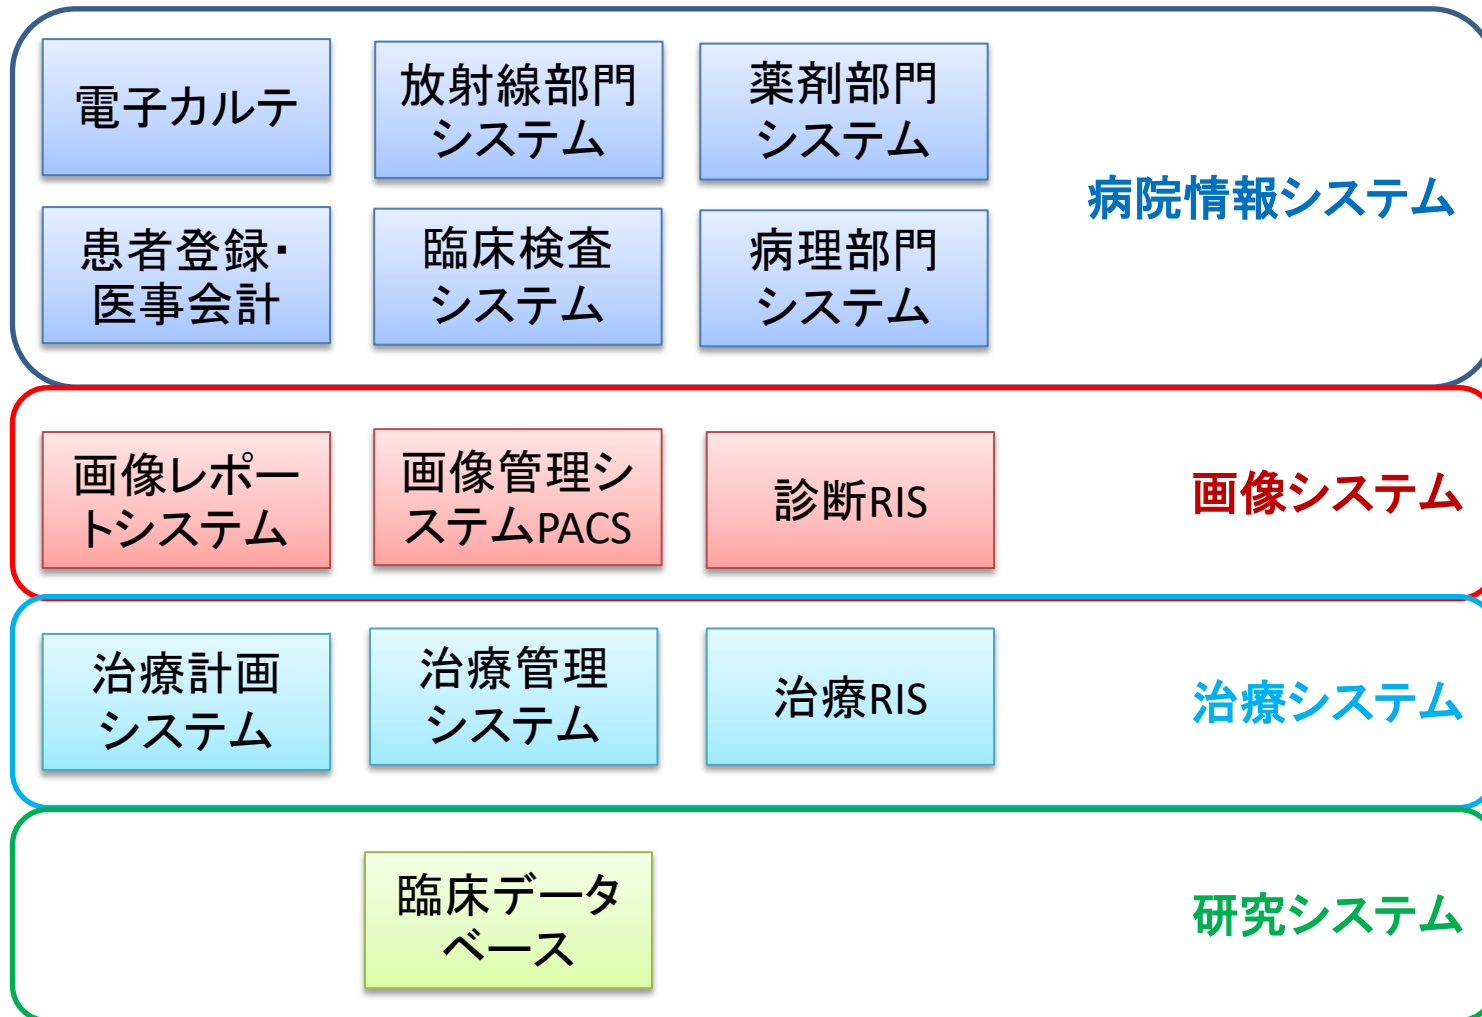 電子カルテ
放射線部門
システム
薬剤部門
システム
病院情報システム
患者登録・
医事会計
臨床検査
システム
病理部門
システム
画像レポー
トシステム
画像管理シ
ステムPACS
診断RIS
画像システム
治療計画
システム
治療管理
システム
治療RIS
治療システム
臨床データ
ベース
研究システム